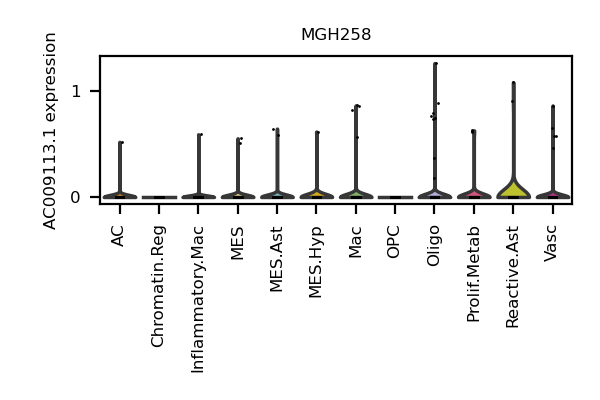 MGH258
AC009113.1 expression
1
0
AC
Chromatin.Reg
Inflammatory.Mac
MES
MES.Ast
MES.Hyp
Mac
OPC
Oligo
Prolif.Metab
Reactive.Ast
Vasc